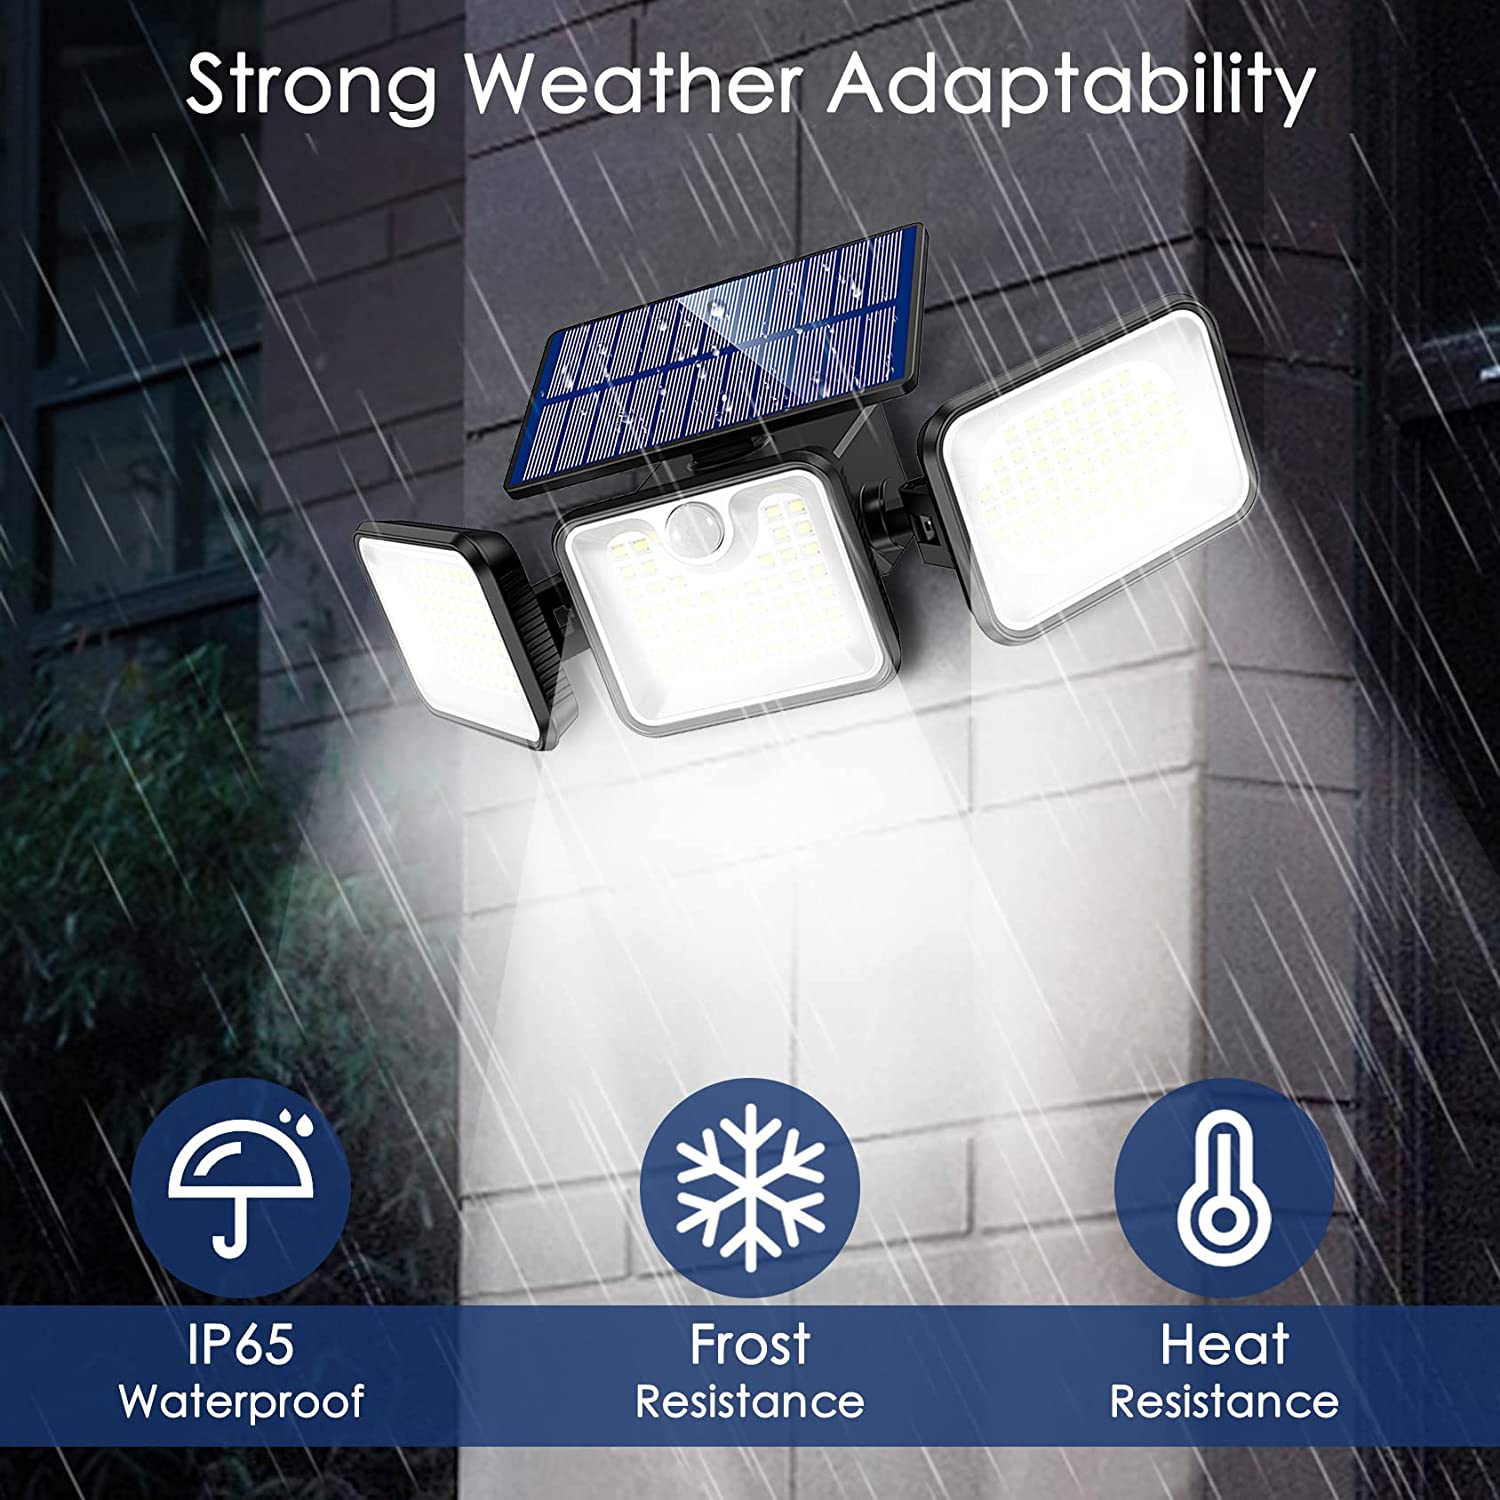 Strong Weather Adaptability
IP65
Waterproof
Frost
Resistance
Heat
Resistance